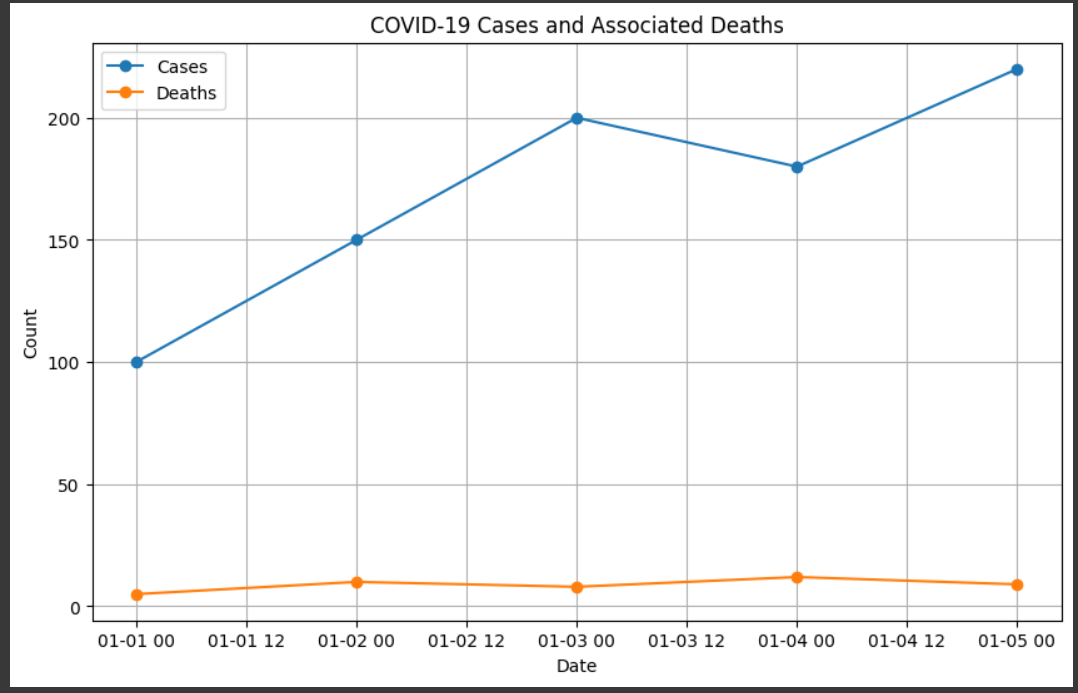 COVID-19 Cases and Associated Deaths
Cases
Deaths
200
150
100
50
0
Count
01-01 00 01-01 12 01-02 00 01-02 12 01-03 00 01-03 12 01-04 00 01-04 12 01-05 00
Date